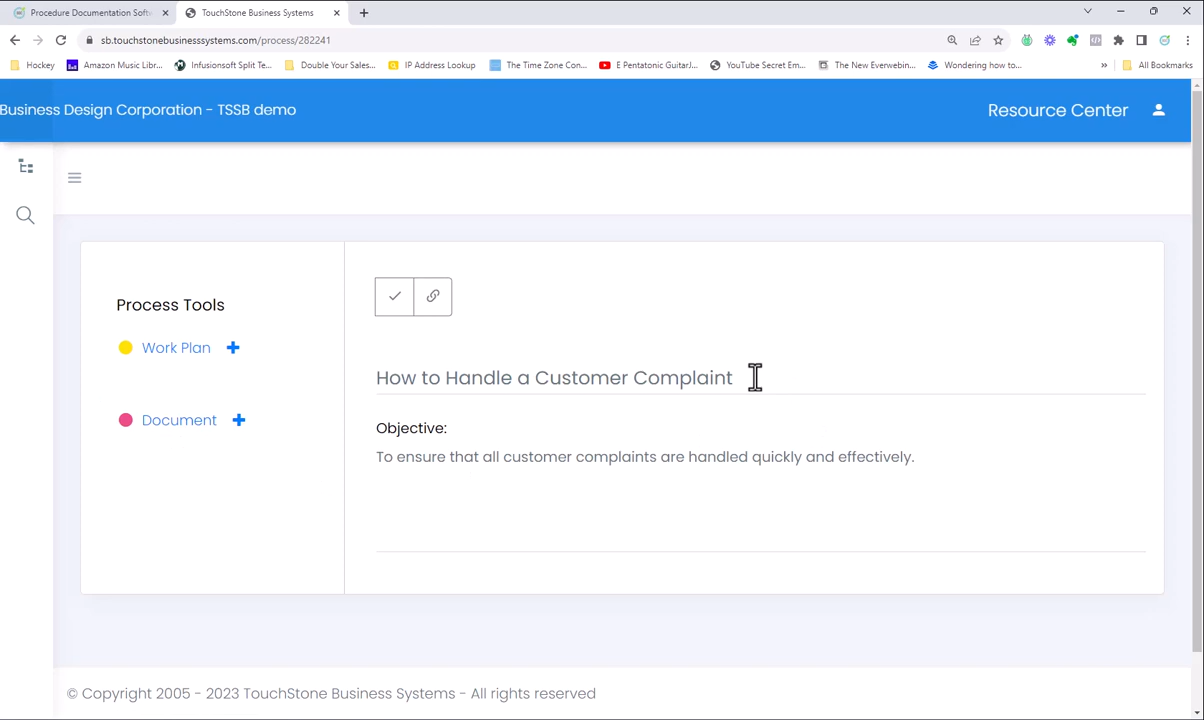 Procedure Documentation Softw
TouchStone Business Systems
sb.touchstonebusinesssystems.com/process/282241
Hockey
Amazon Music Libr...
Infusionsoft Split Te...
Double Your Sales...
IP Address Lookup
The Time Zone Con...
E Pentatonic GuitarJ...
YouTube Secret Em...
The New Everwebin...
Wondering how to...
»
All Bookmarks
Business Design Corporation - TSSB demo
Resource Center
Process Tools
Work Plan
Document
How to Handle a Customer Complaint
Objective:
To ensure that all customer complaints are handled quickly and effectively.
© Copyright 2005 - 2023 TouchStone Business Systems - All rights reserved